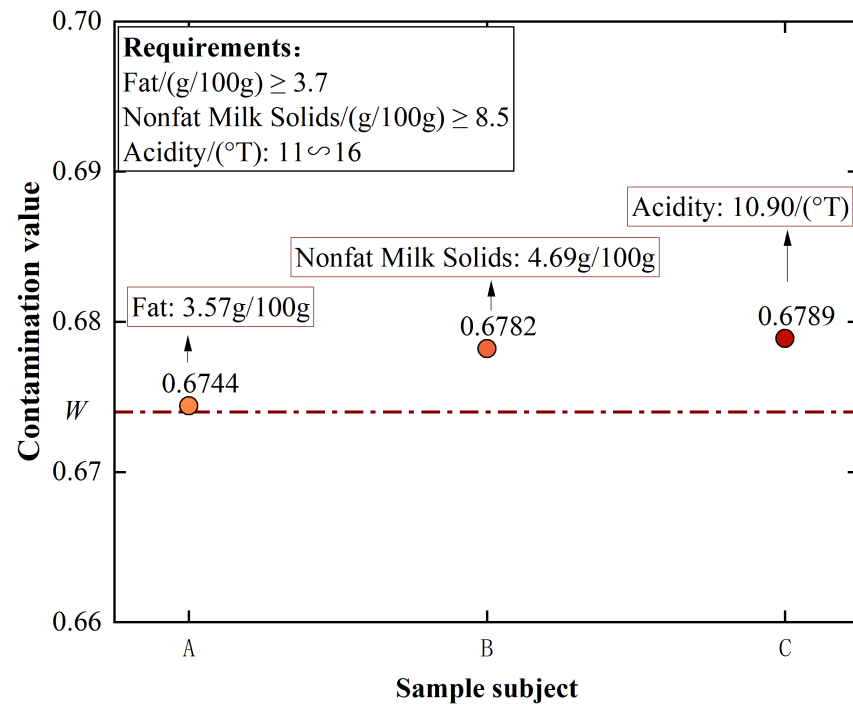 0.70
Requirements:
Fat/(g/100g) ≥ 3.7
Nonfat Milk Solids/(g/100g) ≥ 8.5
Acidity/(°T): 11∽16
0.69
Acidity: 10.90/(°T)
Nonfat Milk Solids: 4.69g/100g
Fat: 3.57g/100g
0.68
0.6789
0.6782
0.6744
W
0.67
0.66
Contamination value
A B C
Sample subject